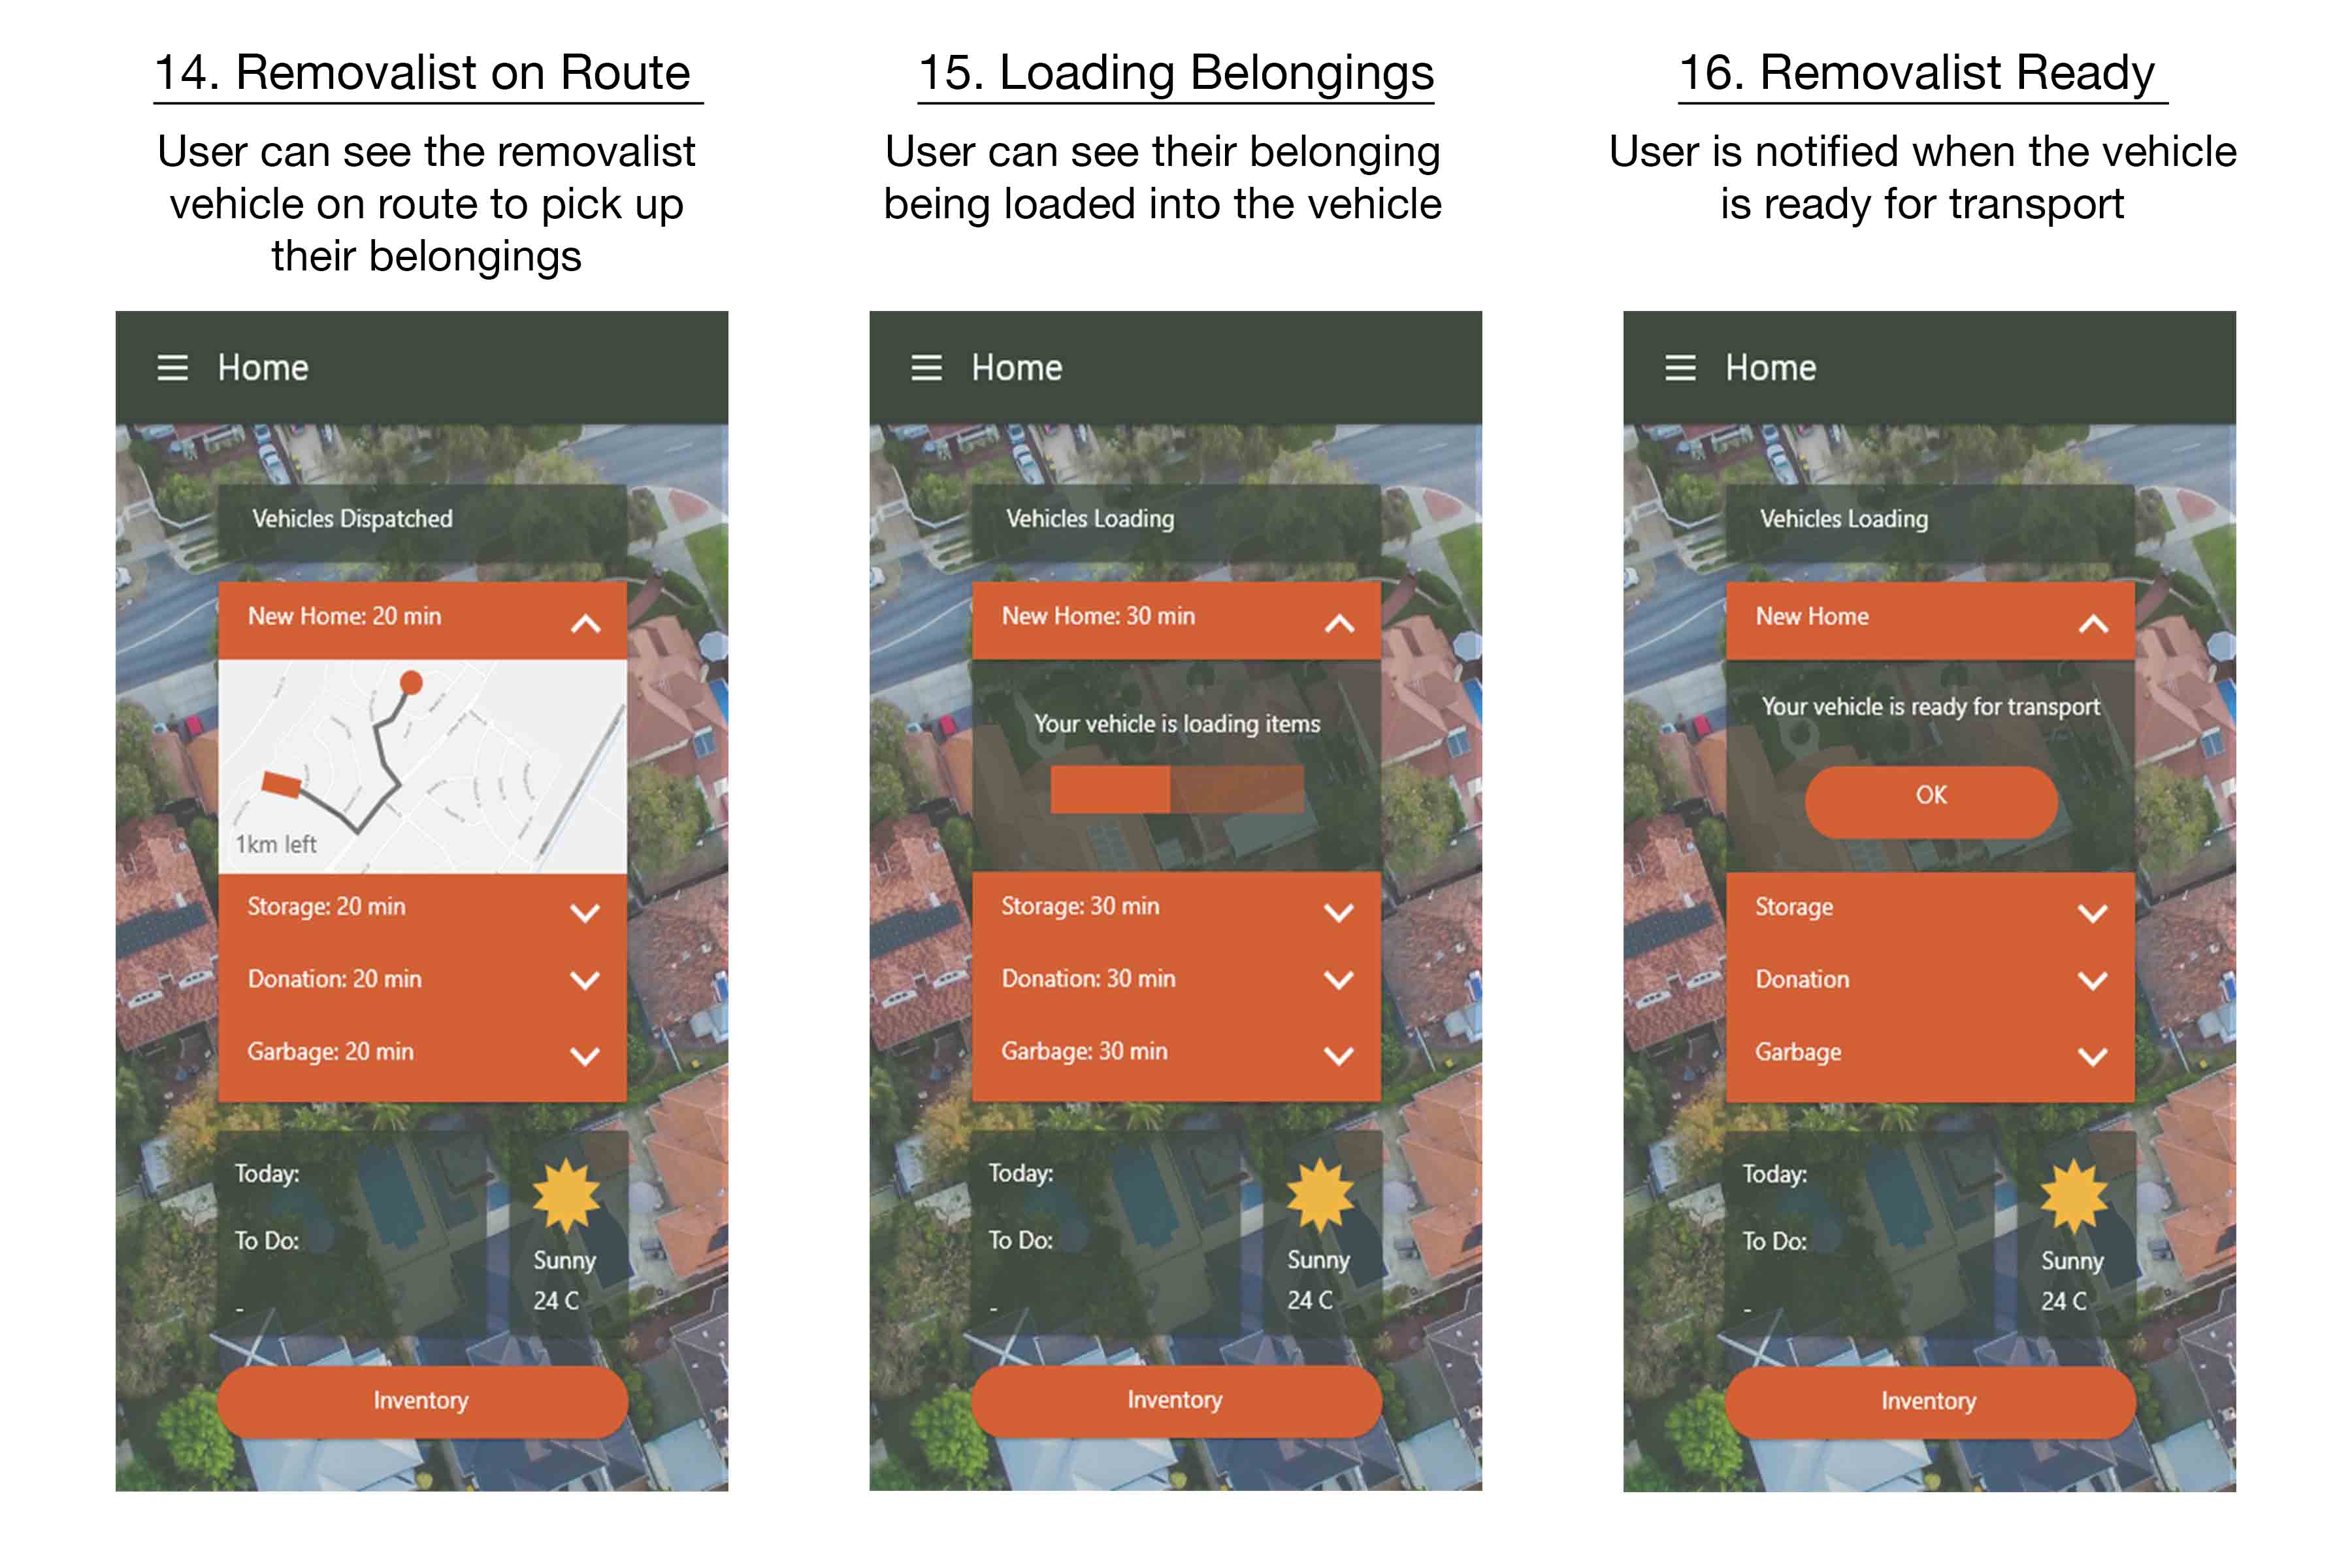 14. Removalist on Route
User can see the removalist
vehicle on route to pick up
their belongings
Home
Vehicles Dispatched
New Home: 20 min
1km left
Storage: 20 min
Donation: 20 min
Garbage: 20 min
Today:
To Do:
-
Sunny
24 C
Inventory
15. Loading Belongings
User can see their belonging
being loaded into the vehicle
Home
Vehicles Loading
New Home: 30 min
Your vehicle is loading items
Storage: 30 min
Donation: 30 min
Garbage: 30 min
Today:
To Do:
-
Sunny
24 C
Inventory
16. Removalist Ready
User is notified when the vehicle
is ready for transport
Home
Vehicles Loading
New Home
Your vehicle is ready for transport
OK
Storage
Donation
Garbage
Today:
To Do:
-
Sunny
24 C
Inventory